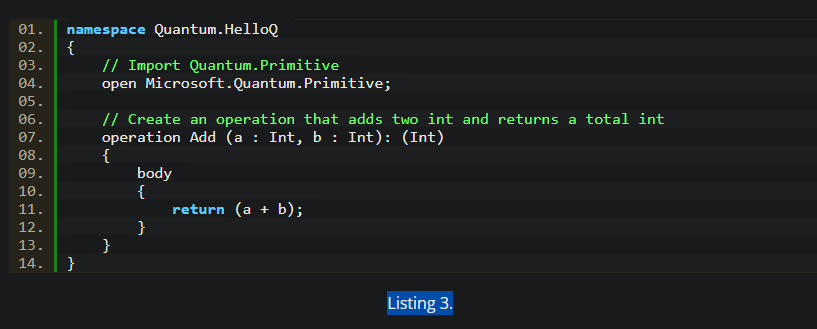 01. namespace Quantum.HelloQ
02. {
03. // Import Quantum.Primitive
04. open Microsoft.Quantum.Primitive;
05.
06. // Create an operation that adds two int and returns a total int
07. operation Add (a : Int, b : Int): (Int)
08. {
09. body
10. {
11. return (a + b);
12. }
13. }
14. }
Listing 3.